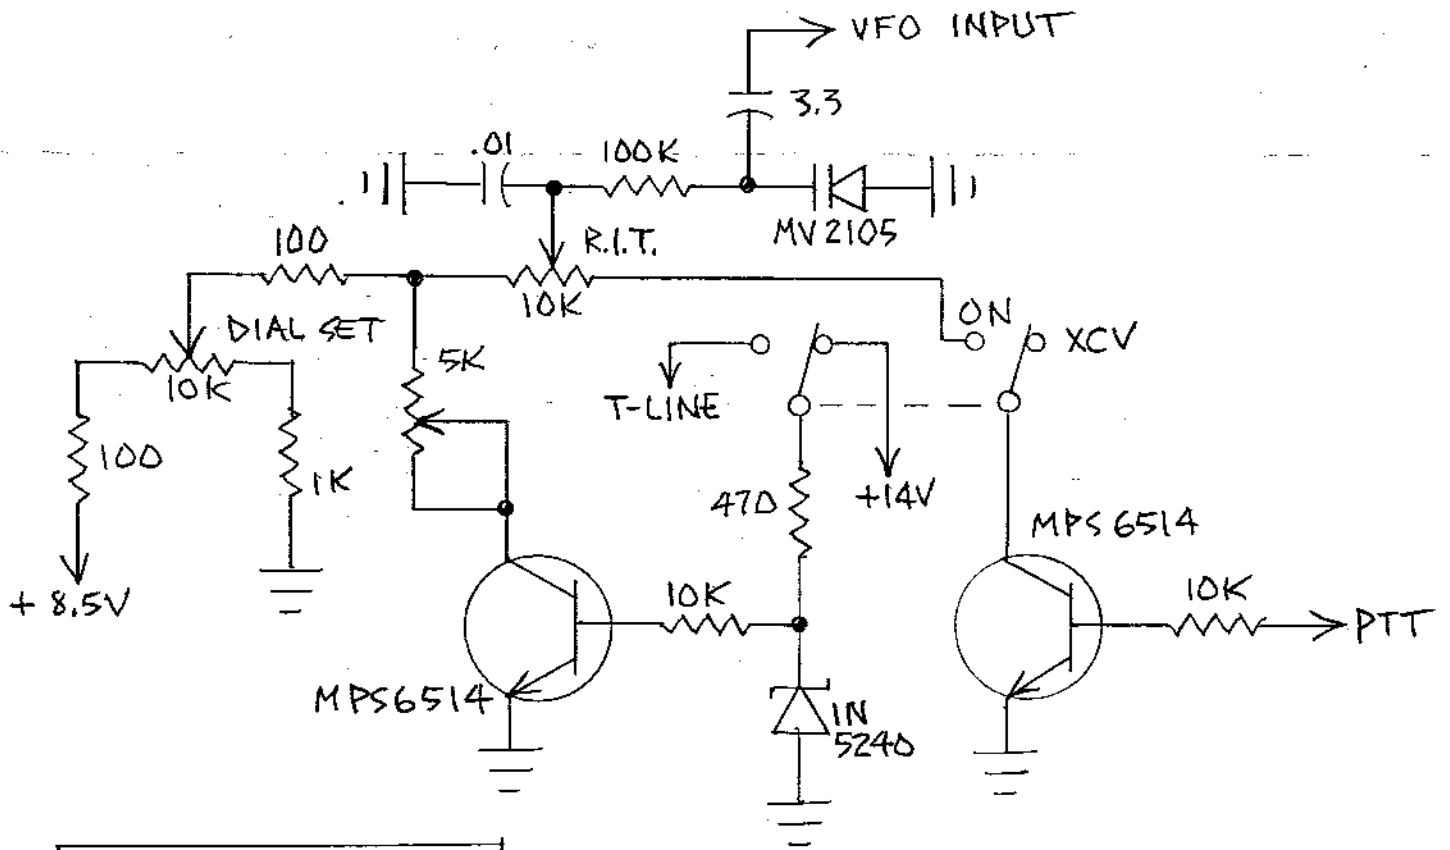 VFO INPUT
3.3
.01
100K
MV2105
100
R.I.T.
10K
DIAL SET
10K
5K
ON
XCV
T-LINE
+14V
100
1K
470
MPS6514
+8.5V
10K
10K
PTT
MPS6514
1N
5240